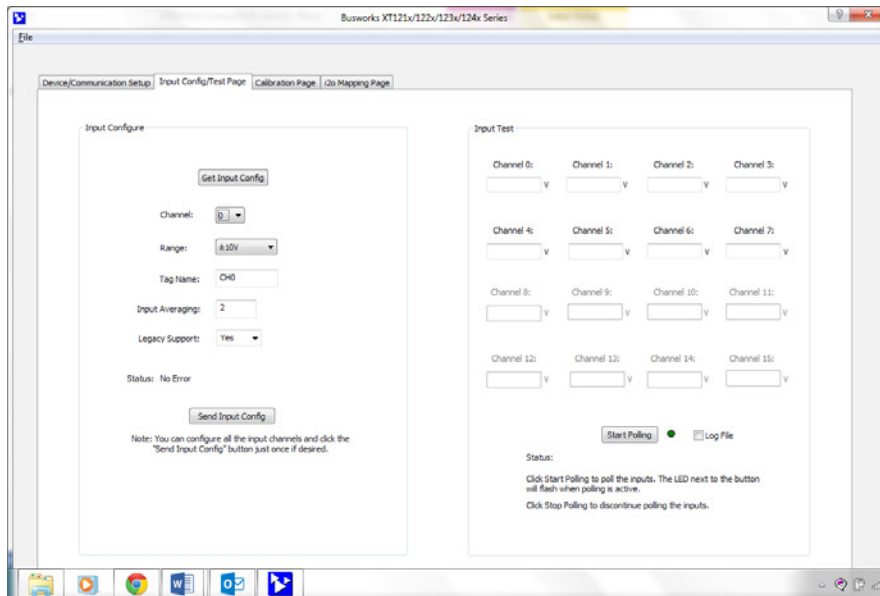 Busworks XT121x/122x/123x/124x Series
File
Device/Communication Setup Input Config/Test Page Calibration Page i2o Mapping Page
Input Configure
Get Input Config
Channel: 0
Range: ±10V
Tag Name: CH0
Input Averaging: 2
Legacy Support: Yes
Status: No Error
Send Input Config
Note: You can configure all the input channels and click the
"Send Input Config" button just once if desired.
Input Test
Channel 0: Channel 1: Channel 2: Channel 3:
V V V V
Channel 4: Channel 5: Channel 6: Channel 7:
V V V V
Channel 8: Channel 9: Channel 10: Channel 11:
V V V V
Channel 12: Channel 13: Channel 14: Channel 15:
V V V V
Start Polling Log File
Status:
Click Start Polling to poll the inputs. The LED next to the button
will flash when polling is active.
Click Stop Polling to discontinue polling the inputs.